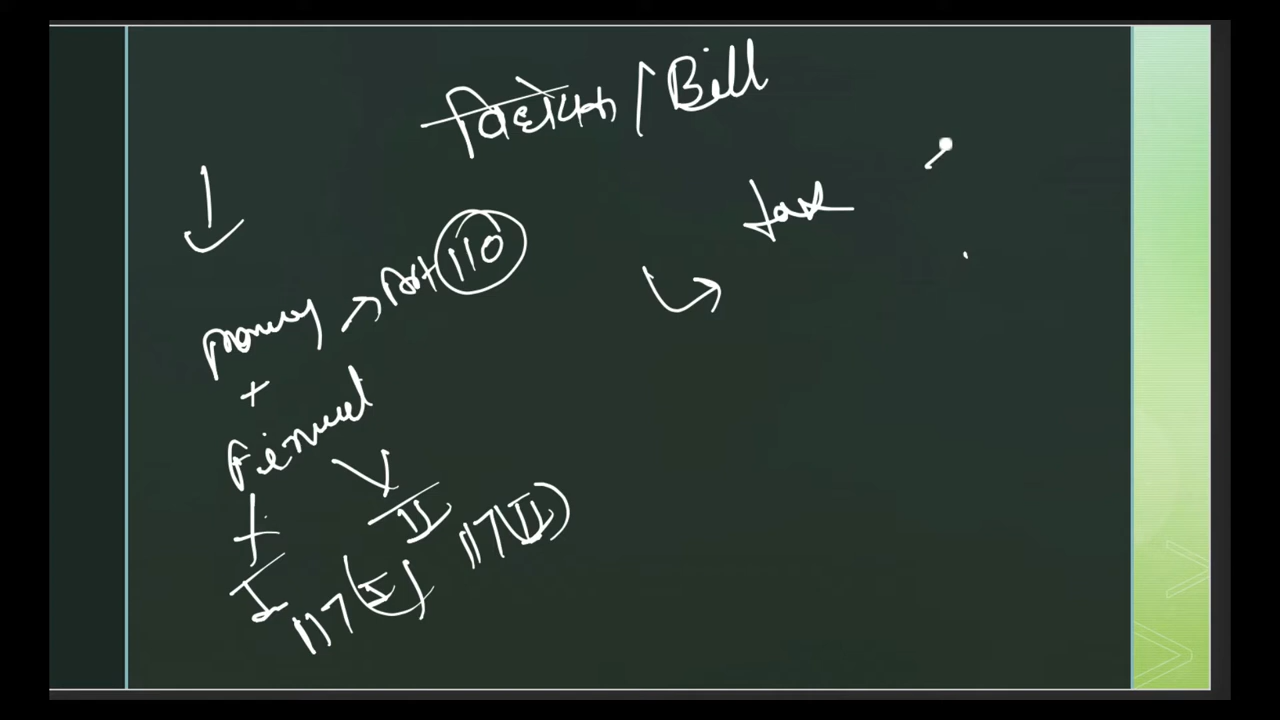 विधेयक / Bill
tax
money → Art 110
+
Financial
I
II
117 (I)
117 (II)